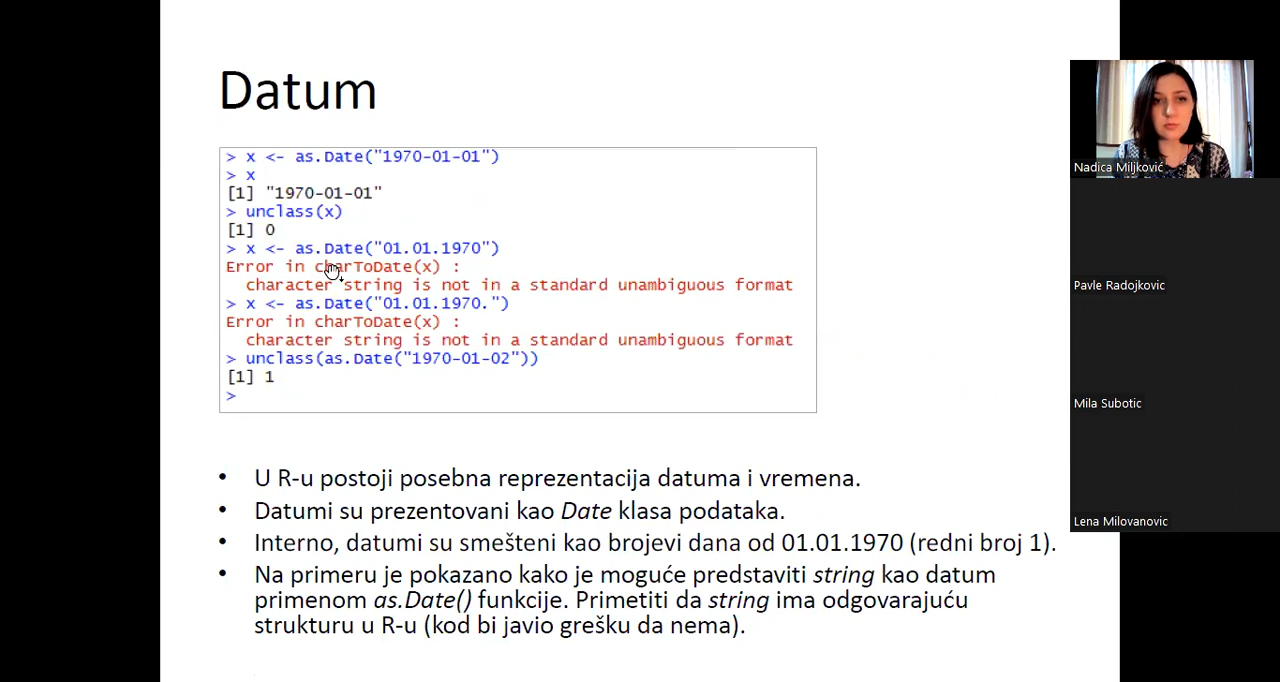 Datum
> x <- as.Date("1970-01-01")
> x
[1] "1970-01-01"
> unclass(x)
[1] 0
> x <- as.Date("01.01.1970")
Error in charToDate(x) :
character string is not in a standard unambiguous format
> x <- as.Date("01.01.1970.")
Error in charToDate(x) :
character string is not in a standard unambiguous format
> unclass(as.Date("1970-01-02"))
[1] 1
>
• U R-u postoji posebna reprezentacija datuma i vremena.
• Datumi su prezentovani kao Date klasa podataka.
• Interno, datumi su smešteni kao brojevi dana od 01.01.1970 (redni broj 1).
• Na primeru je pokazano kako je moguće predstaviti string kao datum
primenom as.Date() funkcije. Primetiti da string ima odgovarajuću
strukturu u R-u (kod bi javio grešku da nema).
Nadica Miljković
Pavle Radojkovic
Mila Subotic
Lena Milovanovic